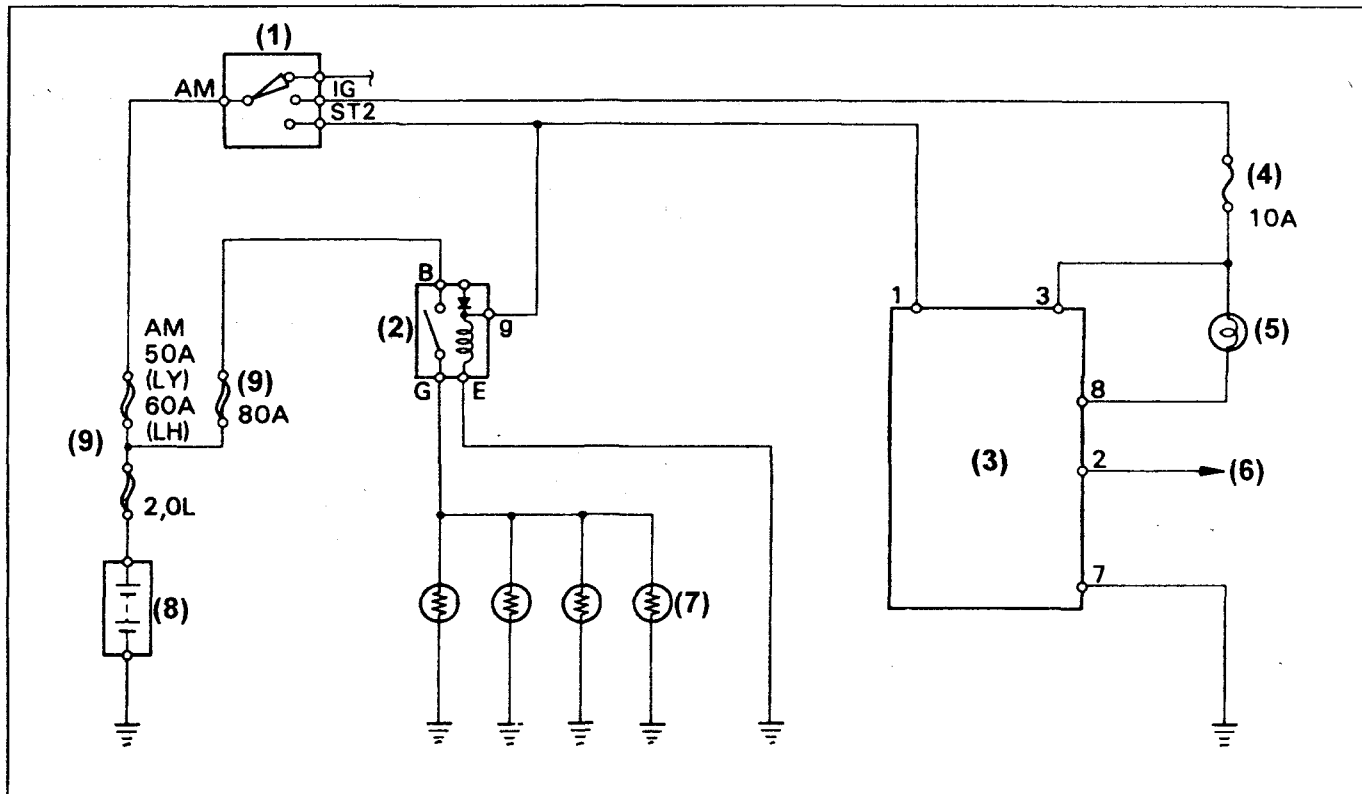 (1)
AM
IG
ST2
(4)
10A
B
(2)
g
G
E
1
3
(5)
AM
50A
(LY)
60A
(LH)
(9)
80A
(9)
8
(3)
2
(6)
2,0L
7
(8)
(7)